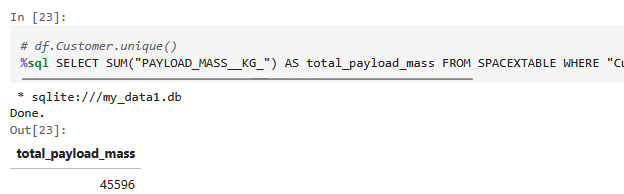 In [23]:
# df.Customer.unique()
%sql SELECT SUM("PAYLOAD_MASS__KG_") AS total_payload_mass FROM SPACEXTABLE WHERE "Cu
* sqlite:///my_data1.db
Done.
Out[23]:
total_payload_mass
45596